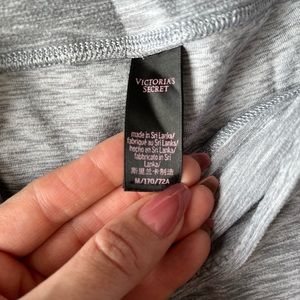 VICTORIA'S
SECRET
made in Sri Lanka/
fabriqué au Sri Lanka/
hecho en Sri Lanka/
fabricato in Sri Lanka/
斯里兰卡制造
M/170/72A